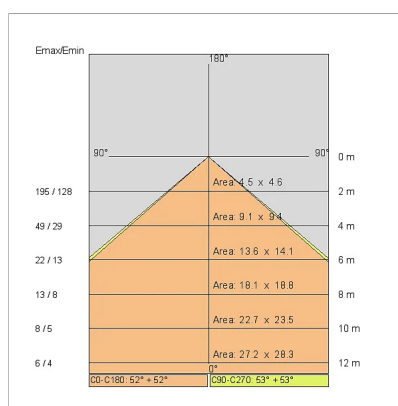 Emax/Emin
180°
90°
90°
0 m
Area: 4.5 x 4.6
195 / 128
2 m
Area: 9.1 x 9.4
49 / 29
4 m
Area: 13.6 x 14.1
22 / 13
6 m
Area: 18.1 x 18.8
13 / 8
8 m
Area: 22.7 x 23.5
8 / 5
10 m
Area: 27.2 x 28.3
6 / 4
12 m
0°
C0-C180: 52° + 52°
C90-C270: 53° + 53°